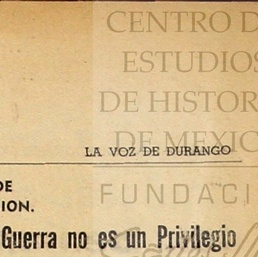 CENTRO D
ESTUDIOS
DE HISTOR
DE MEXIC
LA VOZ DE DURANGO
DE
ION.
FUNDACI
Guerra no es un Privilegio